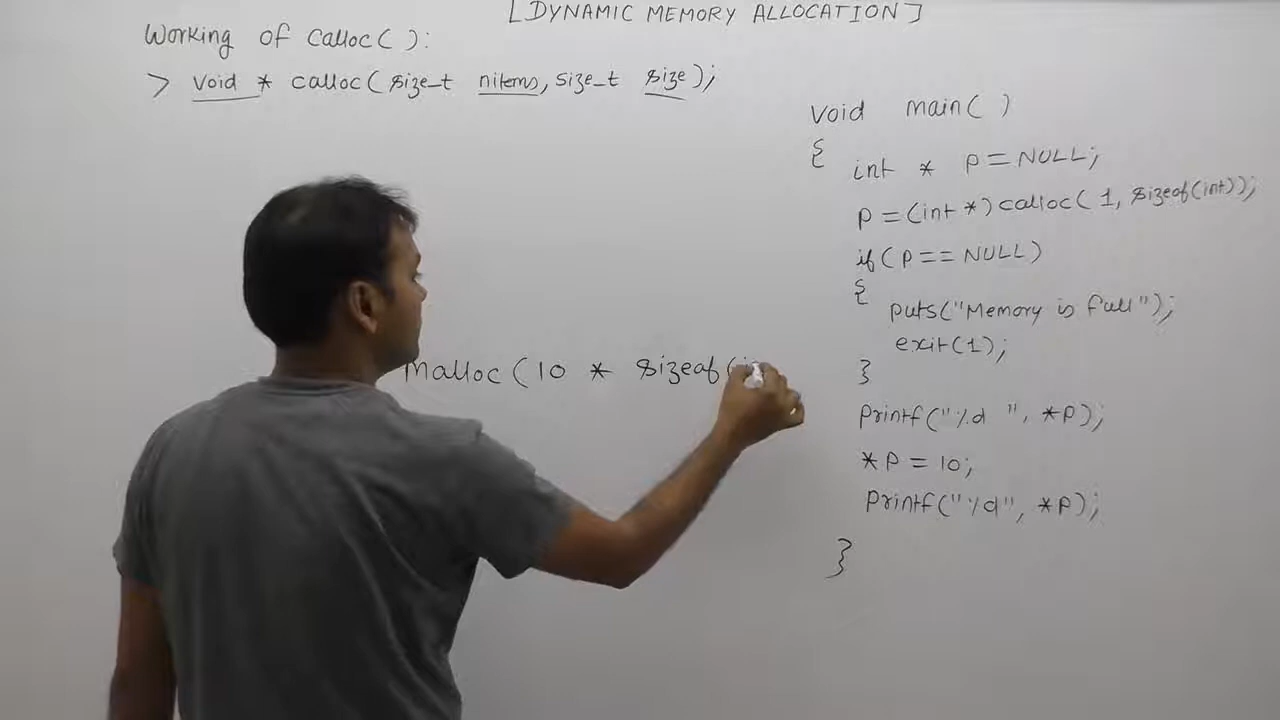 [DYNAMIC MEMORY ALLOCATION]
Working of calloc( ):
> void * calloc(size_t nitems, size_t size);
void main( )
{
int * p=NULL;
p=(int *)calloc(1, sizeof(int));
if(p==NULL)
{
puts("Memory is full");
exit(1);
}
printf("%d ", *p);
*p = 10;
printf("%d", *p);
}
malloc(10 * sizeof(i